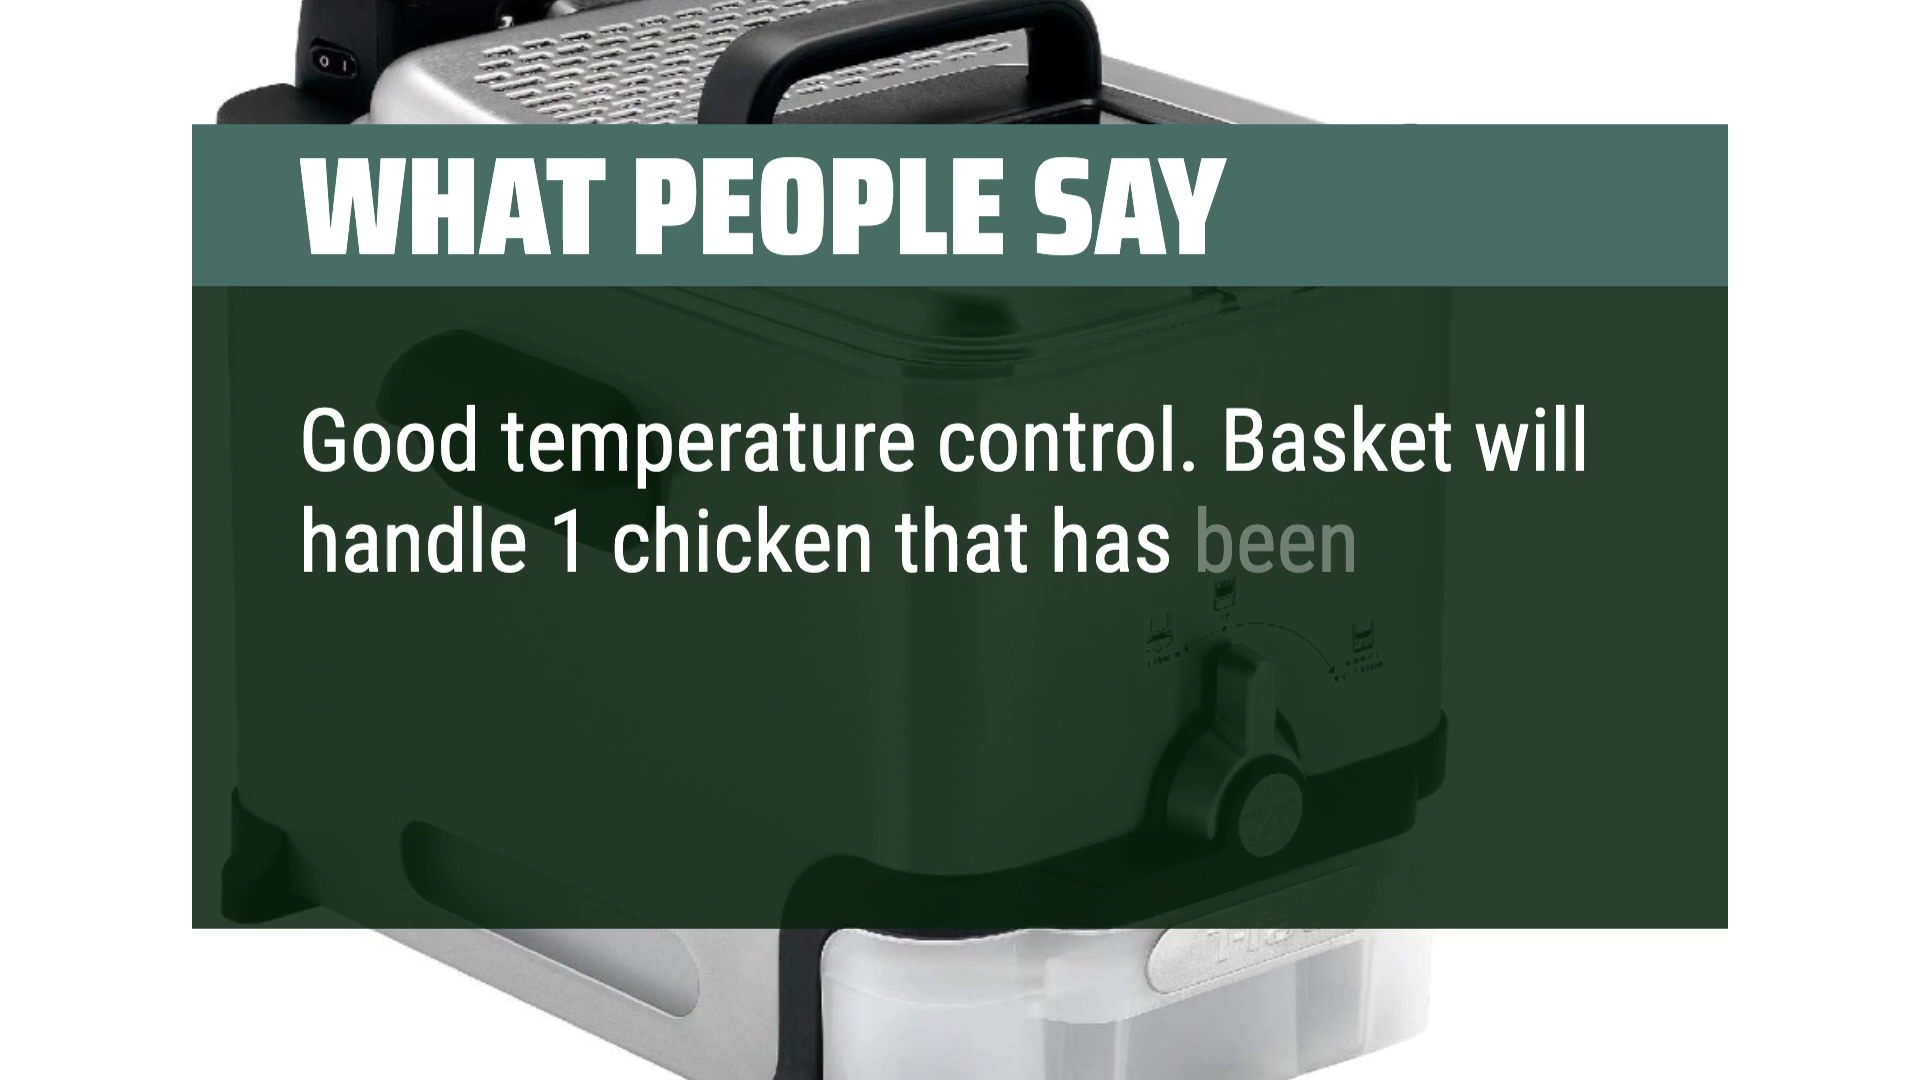 WHAT PEOPLE SAY
Good temperature control. Basket will
handle 1 chicken that has been